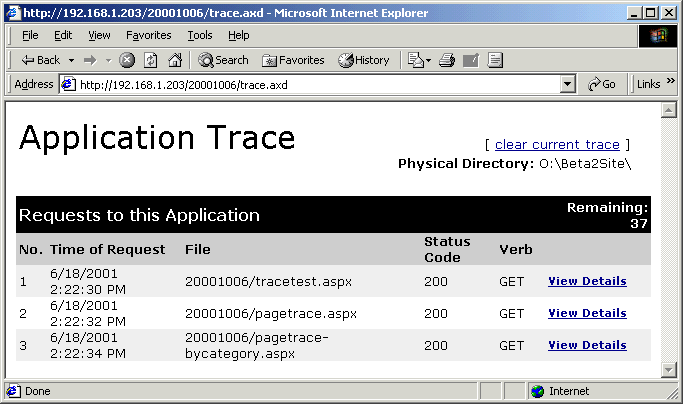 http://192.168.1.203/20001006/trace.axd - Microsoft Internet Explorer
File Edit View Favorites Tools Help
Back Search Favorites History
Address http://192.168.1.203/20001006/trace.axd Go Links »
Application Trace
[ clear current trace ]
Physical Directory: O:\Beta2Site\
Requests to this Application Remaining:
37
No. Time of Request File Status Code Verb
1 6/18/2001 2:22:30 PM 20001006/tracetest.aspx 200 GET View Details
2 6/18/2001 2:22:32 PM 20001006/pagetrace.aspx 200 GET View Details
3 6/18/2001 2:22:34 PM 20001006/pagetrace-bycategory.aspx 200 GET View Details
Done Internet